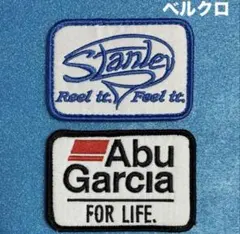 ベルクロ
Stanley
Reel it. Feel it.
Abu
Garcia
FOR LIFE.